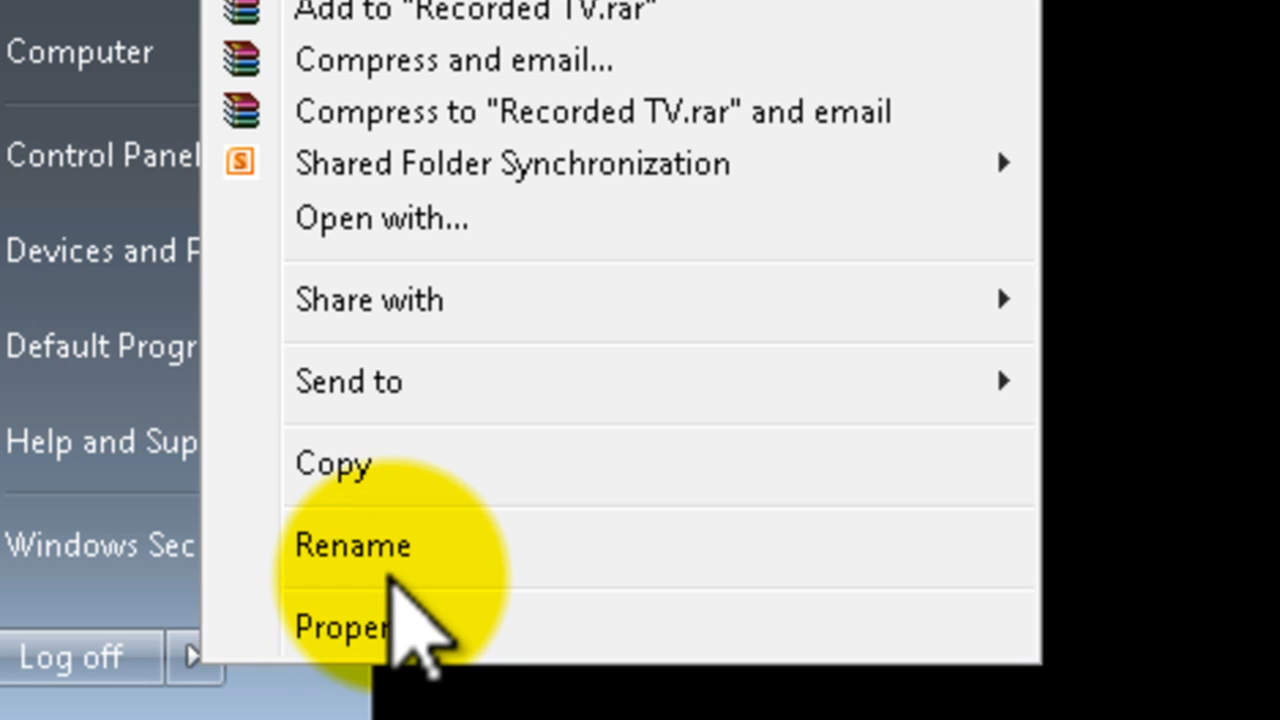 Add to "Recorded TV.rar"
Compress and email...
Compress to "Recorded TV.rar" and email
Shared Folder Synchronization
Open with...
Share with
Send to
Copy
Rename
Proper
Computer
Control Panel
Devices and P
Default Progr
Help and Sup
Windows Sec
Log off